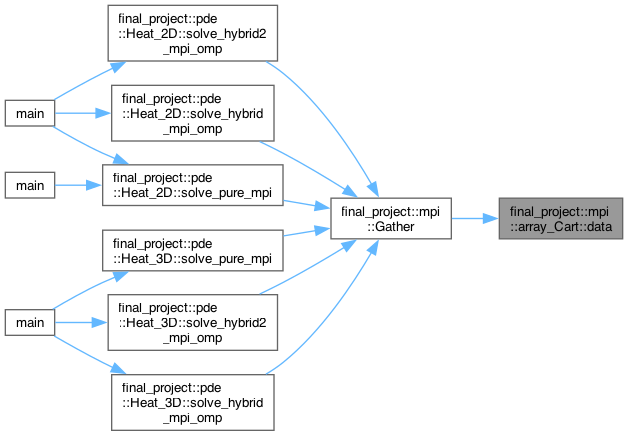 final_project::pde
::Heat_2D::solve_hybrid2
_mpi_omp
main
final_project::pde
::Heat_2D::solve_hybrid
_mpi_omp
main
final_project::pde
::Heat_2D::solve_pure_mpi
final_project::mpi
::Gather
final_project::mpi
::array_Cart::data
final_project::pde
::Heat_3D::solve_pure_mpi
main
final_project::pde
::Heat_3D::solve_hybrid2
_mpi_omp
final_project::pde
::Heat_3D::solve_hybrid
_mpi_omp